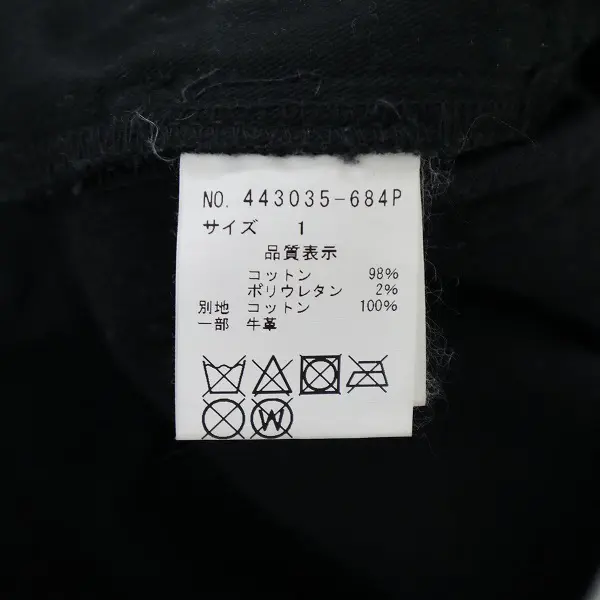 NO. 443035-684P
サイズ 1
品質表示
コットン 98%
ポリウレタン 2%
別地 コットン 100%
一部 牛革
W